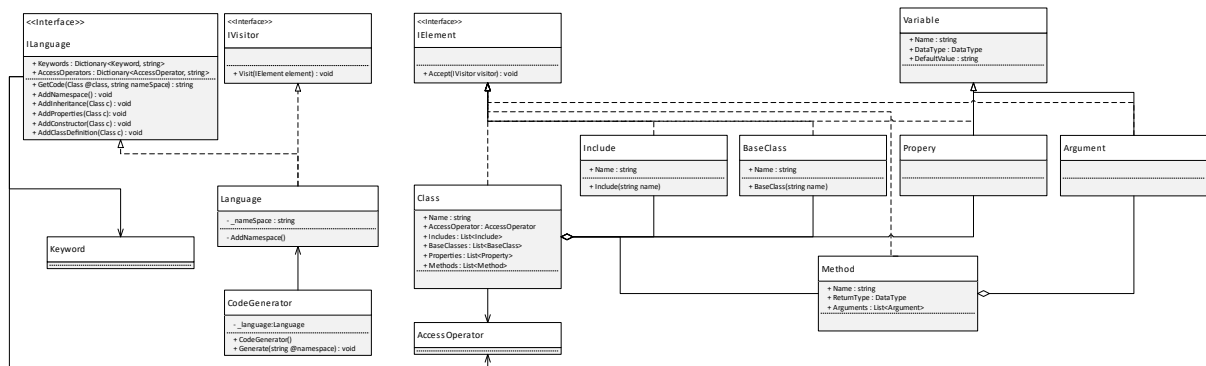 <<Interface>>
ILanguage
+ Keywords : Dictionary<Keyword, string>
+ AccessOperators : Dictionary<AccessOperator, string>
+ GetCode(Class @class, string nameSpace) : string
+ AddNamespace() : void
+ AddInheritance(Class c) : void
+ AddProperties(Class c): void
+ AddConstructor(Class c) : void
+ AddClassDefinition(Class c) : void
<<Interface>>
IVisitor
+ Visit(IElement element) : void
<<Interface>>
IElement
+ Accept(IVisitor visitor) : void
Variable
+ Name : string
+ DataType : DataType
+ DefaultValue : string
Include
+ Name : string
+ Include(string name)
BaseClass
+ Name : string
+ BaseClass(string name)
Propery
Argument
Language
- _nameSpace : string
- AddNamespace()
Class
+ Name : string
+ AccessOperator : AccessOperator
+ Includes : List<Include>
+ BaseClasses : List<BaseClass>
+ Properties : List<Property>
+ Methods : List<Method>
Keyword
Method
+ Name : string
+ ReturnType : DataType
+ Arguments : List<Argument>
CodeGenerator
- _language:Language
+ CodeGenerator()
+ Generate(string @namespace) : void
AccessOperator